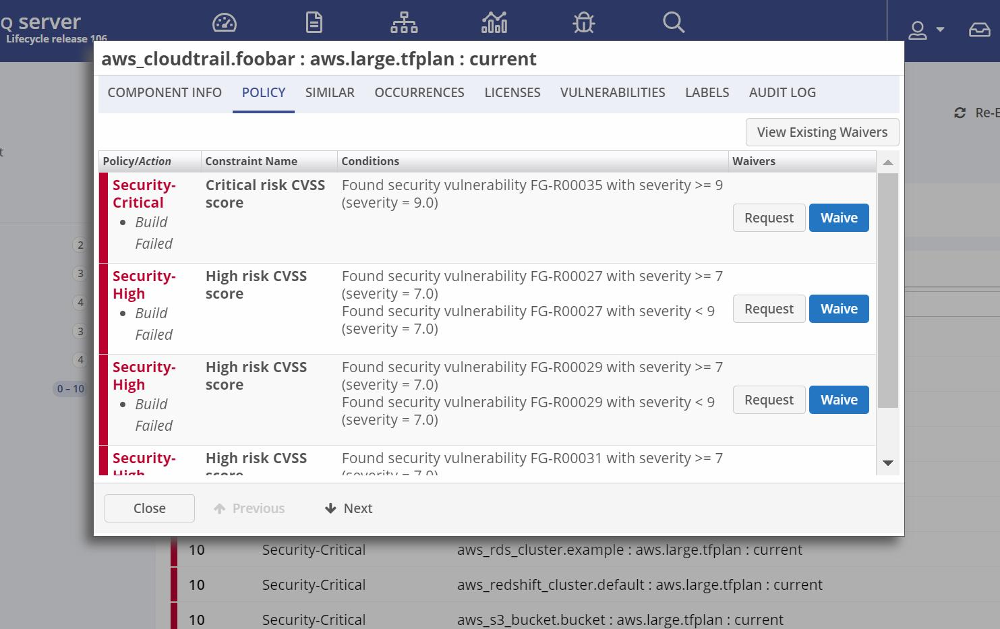 Q server
Lifecycle release 106
aws_cloudtrail.foobar : aws.large.tfplan : current
COMPONENT INFO POLICY SIMILAR OCCURRENCES LICENSES VULNERABILITIES LABELS AUDIT LOG
Re-E
View Existing Waivers
t
Policy/Action Constraint Name Conditions Waivers
Security- Critical risk CVSS Found security vulnerability FG-R00035 with severity >= 9
Critical score (severity = 9.0)
Request Waive
• Build
Failed
2
3
4
3
4
0 – 10
Security- High risk CVSS Found security vulnerability FG-R00027 with severity >= 7
High score (severity = 7.0)
• Build Found security vulnerability FG-R00027 with severity < 9
Failed (severity = 7.0)
Request Waive
Security- High risk CVSS Found security vulnerability FG-R00029 with severity >= 7
High score (severity = 7.0)
• Build Found security vulnerability FG-R00029 with severity < 9
Failed (severity = 7.0)
Request Waive
Security- High risk CVSS Found security vulnerability FG-R00031 with severity >= 7
High score (severity = 7.0)
Close Previous Next
10 Security-Critical aws_rds_cluster.example : aws.large.tfplan : current
10 Security-Critical aws_redshift_cluster.default : aws.large.tfplan : current
10 Security-Critical aws_s3_bucket.bucket : aws.large.tfplan : current